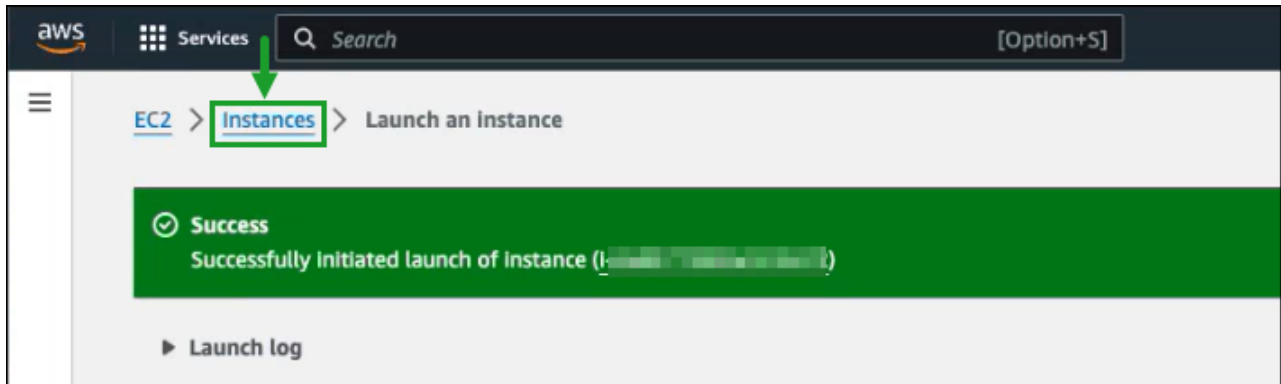 aws
Services
Search
[Option+S]
EC2 > Instances > Launch an instance
Success
Successfully initiated launch of instance (i-)
Launch log